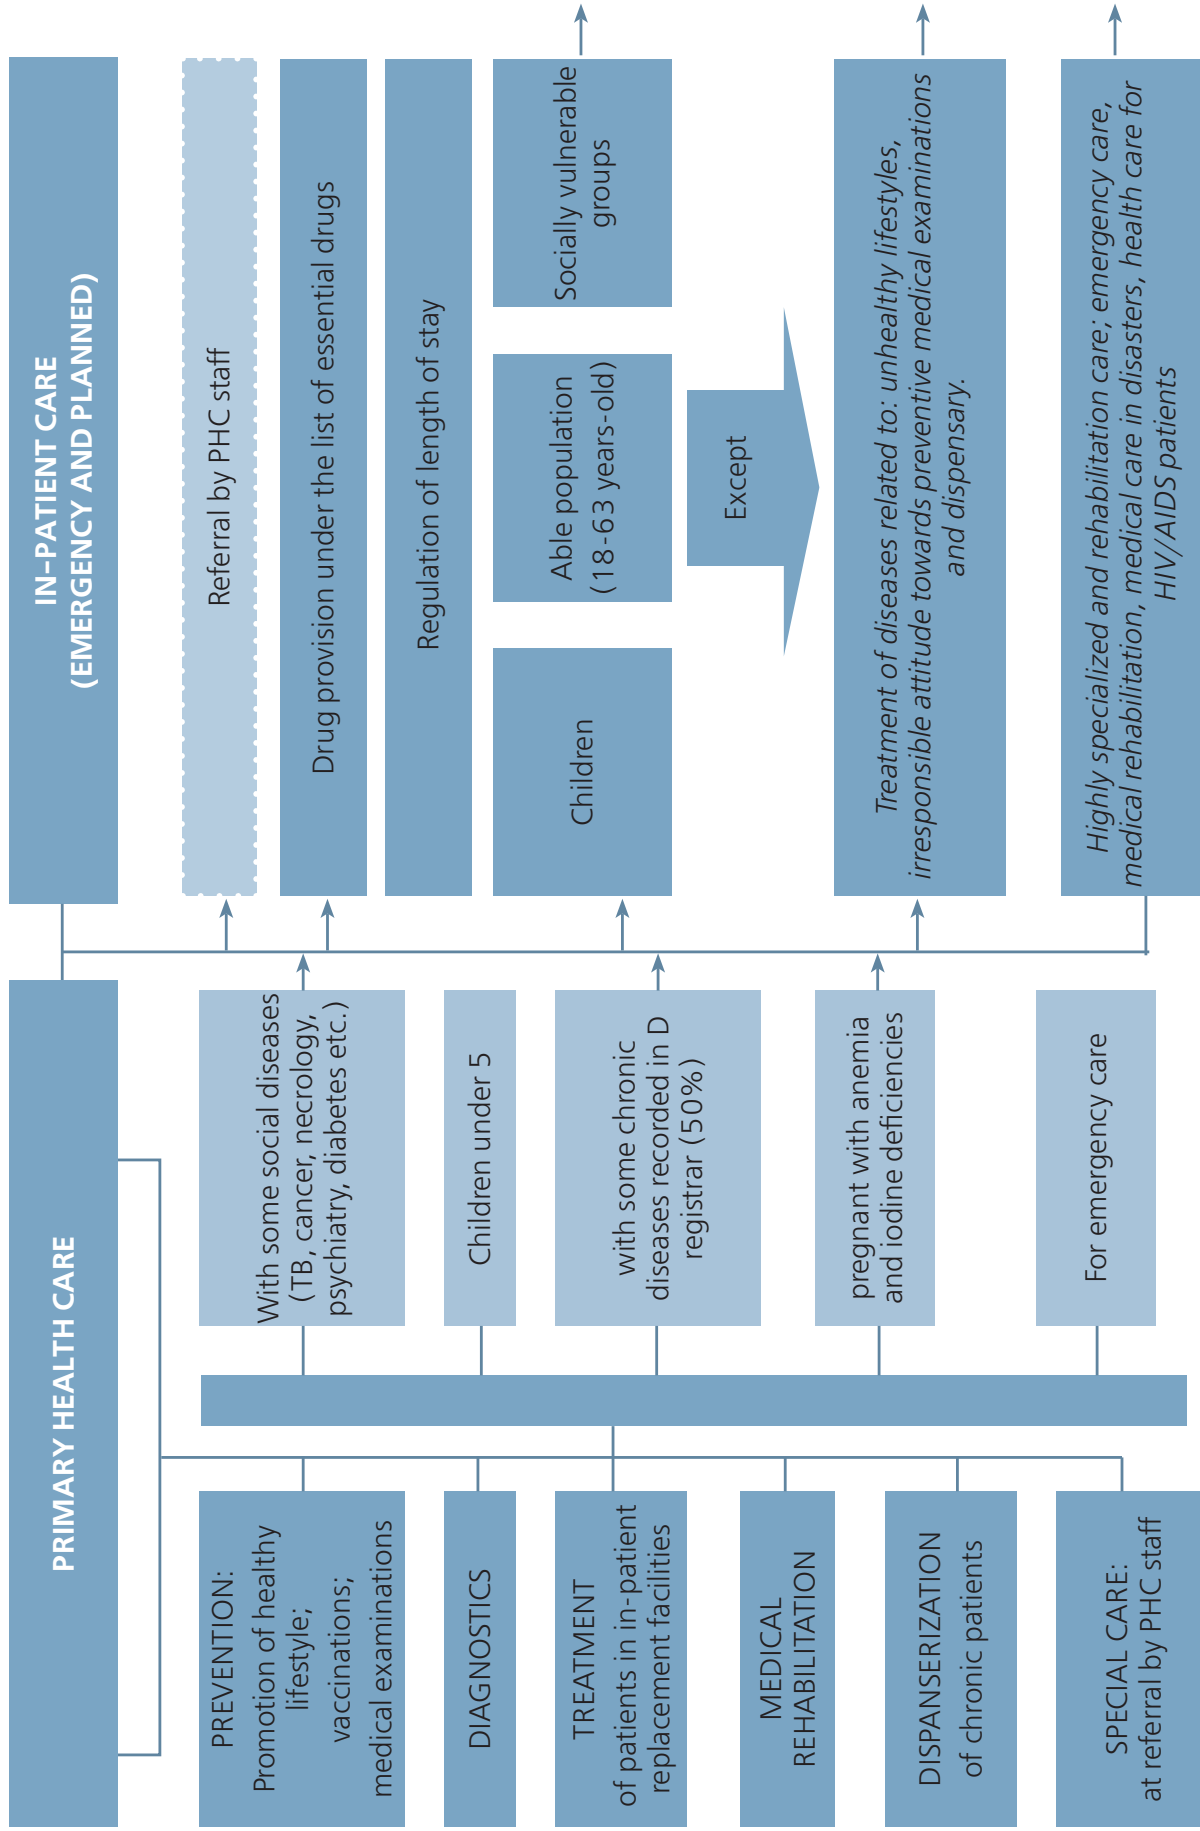 PRIMARY HEALTH CARE
PREVENTION:
Promotion of healthy
lifestyle;
vaccinations;
medical examinations
DIAGNOSTICS
TREATMENT
of patients in in-patient
replacement facilities
MEDICAL
REHABILITATION
DISPANSERIZATION
of chronic patients
SPECIAL CARE:
at referral by PHC staff
With some social diseases
(TB, cancer, necrology,
psychiatry, diabetes etc.)
Children under 5
with some chronic
diseases recorded in D
registrar (50%)
pregnant with anemia
and iodine deficiencies
For emergency care
IN–PATIENT CARE
(EMERGENCY AND PLANNED)
Referral by PHC staff
Drug provision under the list of essential drugs
Regulation of length of stay
Children
Able population
(18-63 years-old)
Socially vulnerable
groups
Except
Treatment of diseases related to: unhealthy lifestyles,
irresponsible attitude towards preventive medical examinations
and dispensary.
Highly specialized and rehabilitation care; emergency care,
medical rehabilitation, medical care in disasters, health care for
HIV/AIDS patients